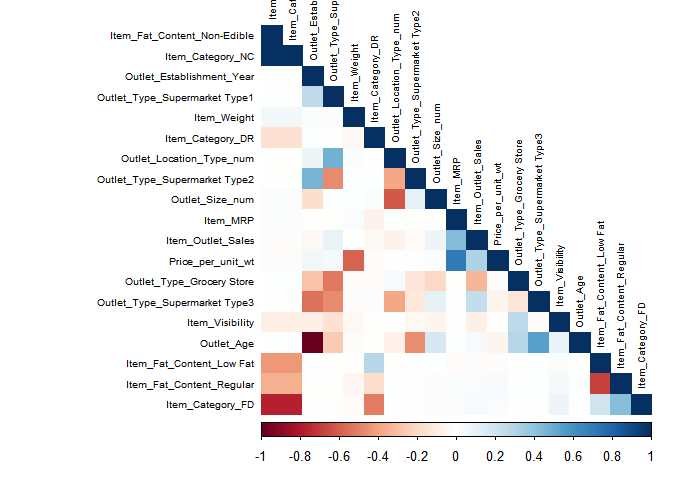 Item_Fat_Content_Non-Edible
Item_Category_NC
Outlet_Establishment_Year
Outlet_Type_Supermarket Type1
Item_Weight
Item_Category_DR
Outlet_Location_Type_num
Outlet_Type_Supermarket Type2
Outlet_Size_num
Item_MRP
Item_Outlet_Sales
Price_per_unit_wt
Outlet_Type_Grocery Store
Outlet_Type_Supermarket Type3
Item_Visibility
Outlet_Age
Item_Fat_Content_Low Fat
Item_Fat_Content_Regular
Item_Category_FD
Item_Cat
Outlet_Estab
Outlet_Type_Sup
Item_Weight
Item_Category_DR
Outlet_Location_Type_num
Outlet_Type_Supermarket Type2
Outlet_Size_num
Item_MRP
Item_Outlet_Sales
Price_per_unit_wt
Outlet_Type_Grocery Store
Outlet_Type_Supermarket Type3
Item_Visibility
Outlet_Age
Item_Fat_Content_Low Fat
Item_Fat_Content_Regular
Item_Category_FD
-1 -0.8 -0.6 -0.4 -0.2 0 0.2 0.4 0.6 0.8 1